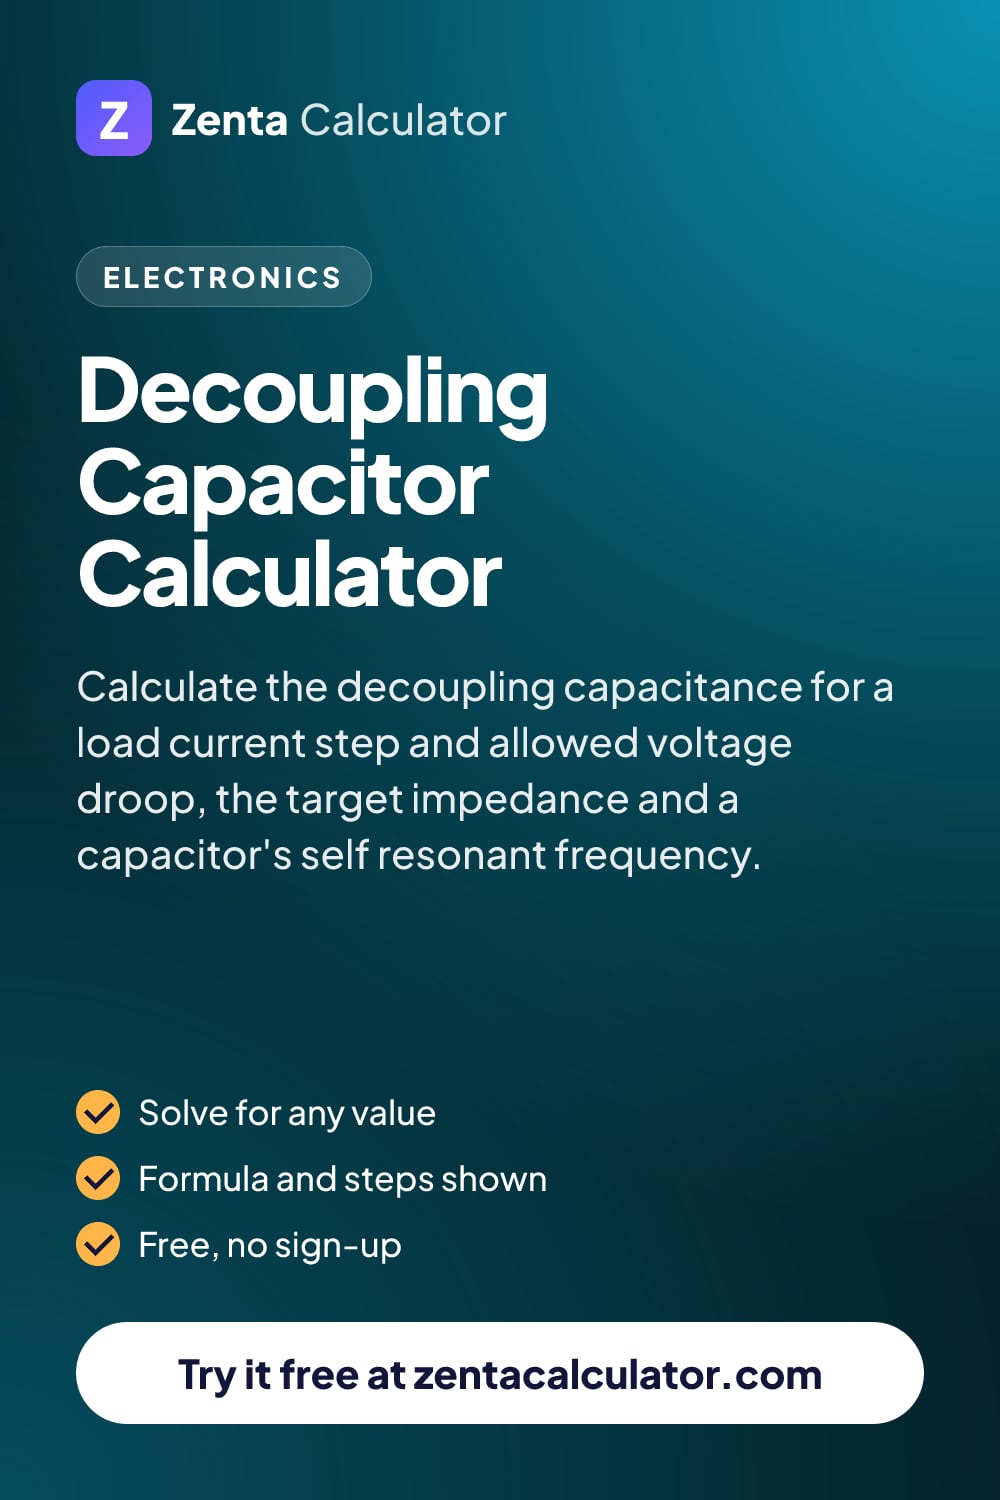 Z
Zenta Calculator
ELECTRONICS
Decoupling
Capacitor
Calculator
Calculate the decoupling capacitance for a
load current step and allowed voltage
droop, the target impedance and a
capacitor's self resonant frequency.
Solve for any value
Formula and steps shown
Free, no sign-up
Try it free at zentacalculator.com